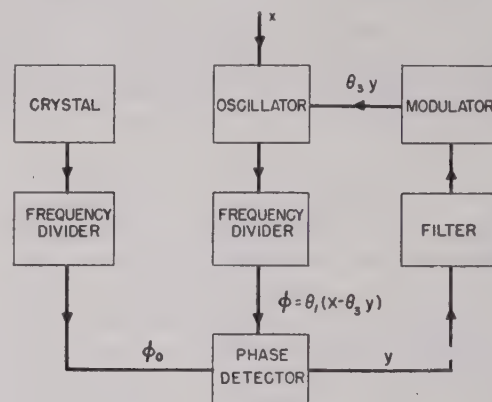 x
CRYSTAL
OSCILLATOR
θ₃ y
MODULATOR
FREQUENCY
DIVIDER
FREQUENCY
DIVIDER
FILTER
ϕ = θ₁(x-θ₃ y)
ϕ₀
PHASE
DETECTOR
y